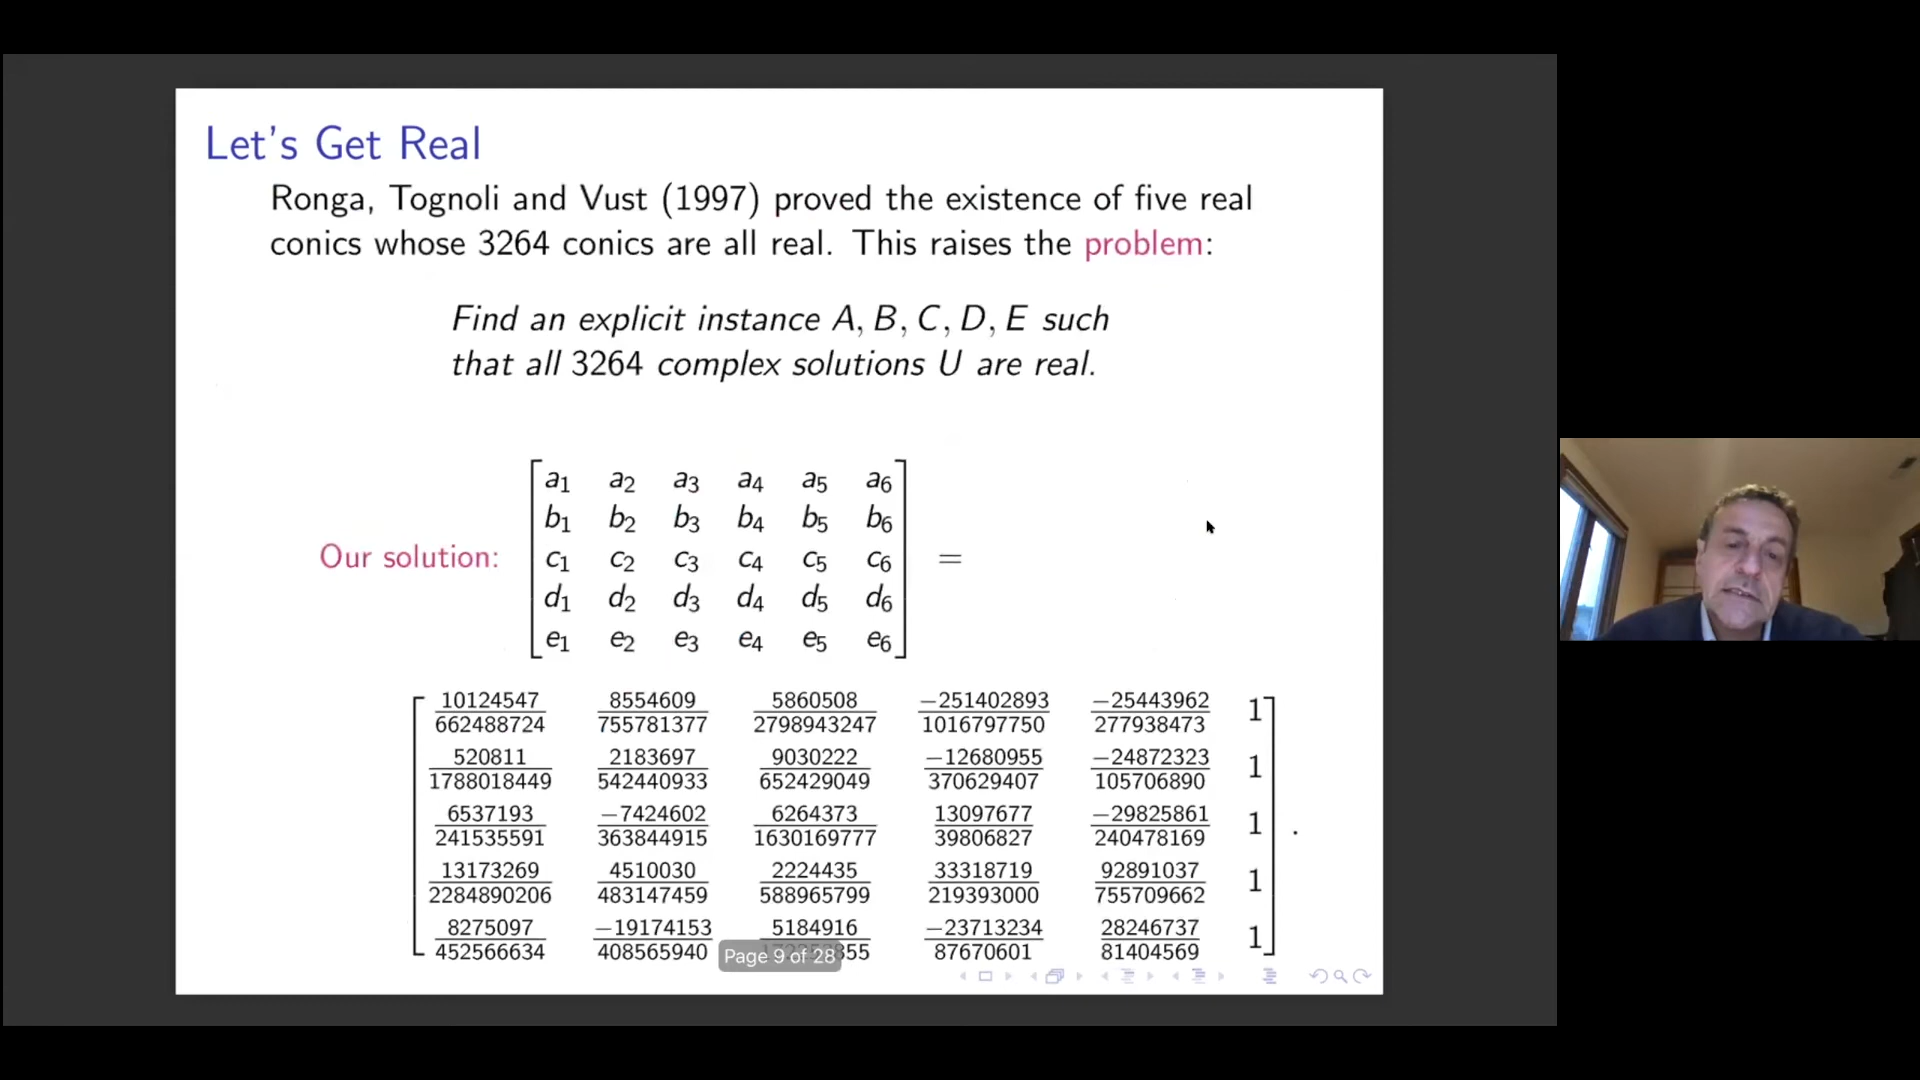 Let's Get Real
Ronga, Tognoli and Vust (1997) proved the existence of five real
conics whose 3264 conics are all real. This raises the problem:
Find an explicit instance A, B, C, D, E such
that all 3264 complex solutions U are real.
a₁ a₂ a₃ a₄ a₅ a₆
b₁ b₂ b₃ b₄ b₅ b₆
Our solution: c₁ c₂ c₃ c₄ c₅ c₆ =
d₁ d₂ d₃ d₄ d₅ d₆
e₁ e₂ e₃ e₄ e₅ e₆
10124547 8554609 5860508 −251402893 −25443962 1
662488724 755781377 2798943247 1016797750 277938473
520811 2183697 9030222 −12680955 −24872323 1
1788018449 542440933 652429049 370629407 105706890
6537193 −7424602 6264373 13097677 −29825861 1 .
241535591 363844915 1630169777 39806827 240478169
13173269 4510030 2224435 33318719 92891037 1
2284890206 483147459 588965799 219393000 755709662
8275097 −19174153 5184916 −23713234 28246737 1
452566634 408565940 87670601 81404569
Page 9 of 28